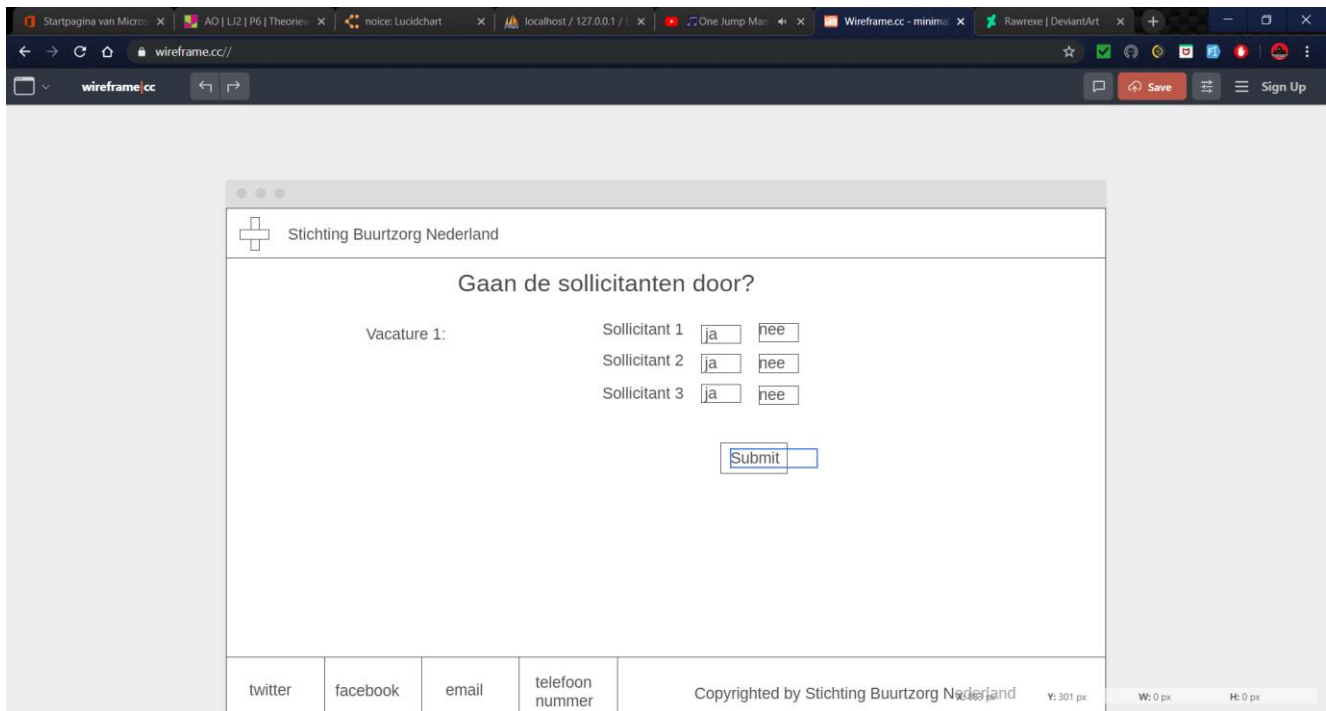 Startpagina van Micros
AO | LI2 | P6 | Theorie
noice: Lucidchart
localhost / 127.0.0.1 /
One Jump Man
Wireframe.cc - minimal
Rawrexe | DeviantArt
wireframe.cc//
wireframe|cc
Save
Sign Up
Stichting Buurtzorg Nederland
Gaan de sollicitanten door?
Vacature 1:
Sollicitant 1 ja nee
Sollicitant 2 ja nee
Sollicitant 3 ja nee
Submit
twitter
facebook
email
telefoon
nummer
Copyrighted by Stichting Buurtzorg Nederland
Y: 301 px
W: 0 px
H: 0 px